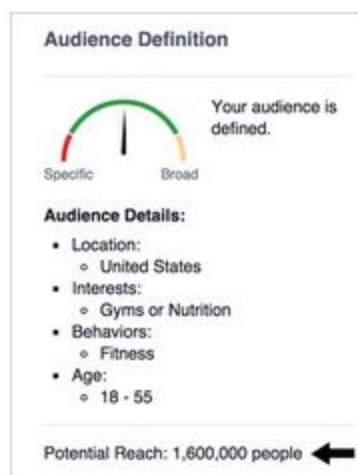 Audience Definition
Your audience is
defined.
Specific
Broad
Audience Details:
Location:
United States
Interests:
Gyms or Nutrition
Behaviors:
Fitness
Age:
18 - 55
Potential Reach: 1,600,000 people